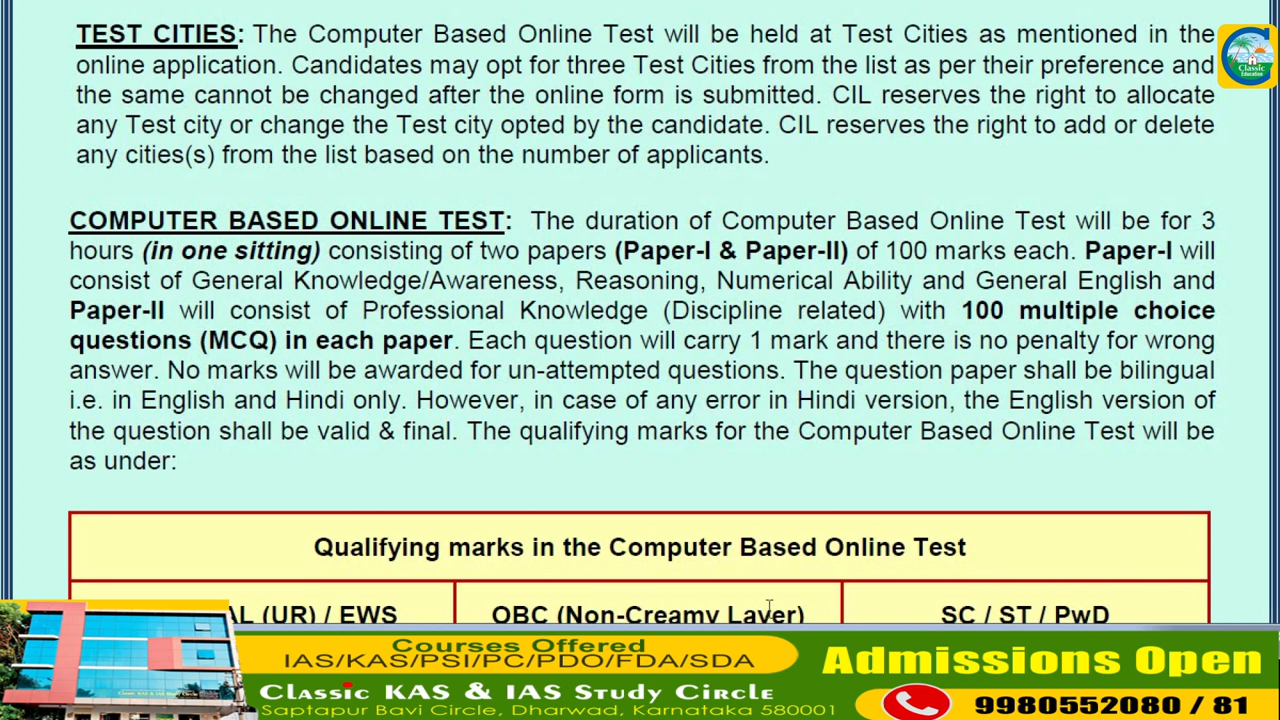 TEST CITIES: The Computer Based Online Test will be held at Test Cities as mentioned in the
online application. Candidates may opt for three Test Cities from the list as per their preference and
the same cannot be changed after the online form is submitted. CIL reserves the right to allocate
any Test city or change the Test city opted by the candidate. CIL reserves the right to add or delete
any cities(s) from the list based on the number of applicants.
Classic
Education
COMPUTER BASED ONLINE TEST: The duration of Computer Based Online Test will be for 3
hours (in one sitting) consisting of two papers (Paper-I & Paper-II) of 100 marks each. Paper-I will
consist of General Knowledge/Awareness, Reasoning, Numerical Ability and General English and
Paper-II will consist of Professional Knowledge (Discipline related) with 100 multiple choice
questions (MCQ) in each paper. Each question will carry 1 mark and there is no penalty for wrong
answer. No marks will be awarded for un-attempted questions. The question paper shall be bilingual
i.e. in English and Hindi only. However, in case of any error in Hindi version, the English version of
the question shall be valid & final. The qualifying marks for the Computer Based Online Test will be
as under:
Qualifying marks in the Computer Based Online Test
AL (UR) / EWS
OBC (Non-Creamy Layer)
SC / ST / PwD
Courses Offered
IAS/KAS/PSI/PC/PDO/FDA/SDA
Classic KAS & IAS Study Circle
Saptapur Bavi Circle, Dharwad, Karnataka 580001
Admissions Open
9980552080 / 81